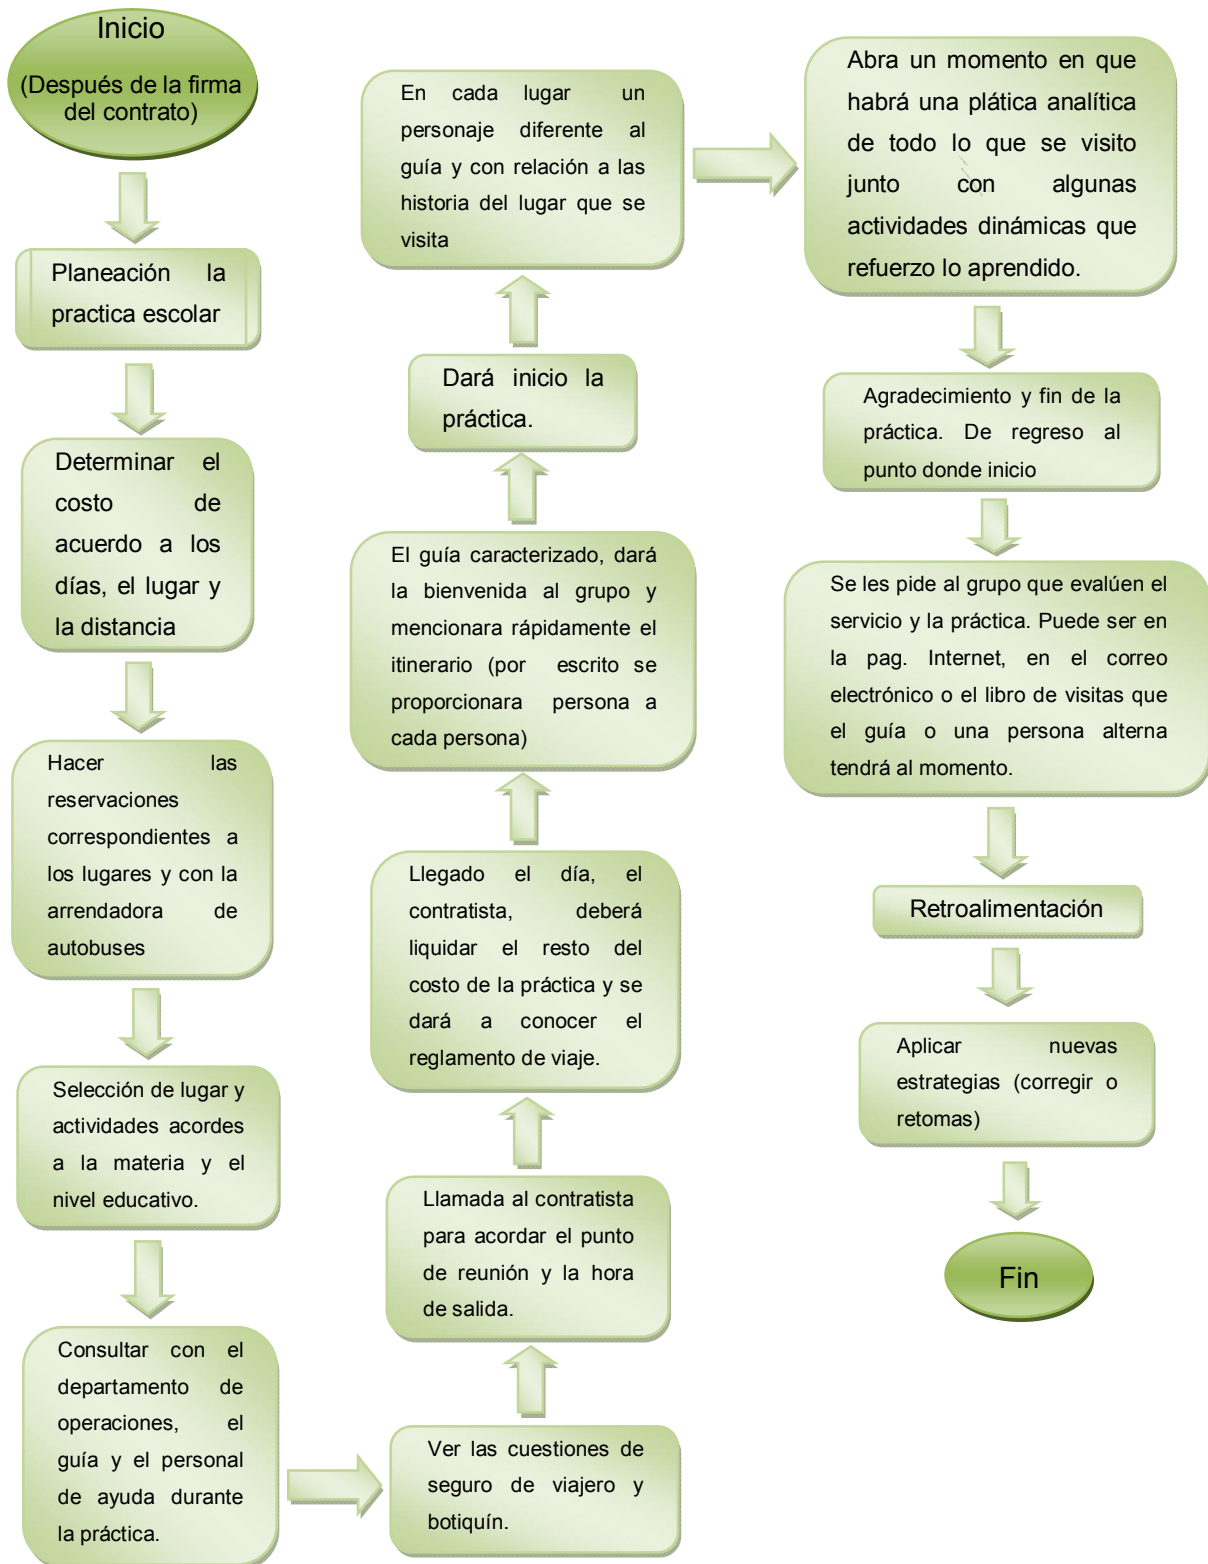 Inicio
(Después de la firma
del contrato)
Planeación la
practica escolar
Determinar el
costo de
acuerdo a los
días, el lugar y
la distancia
Hacer las
reservaciones
correspondientes a
los lugares y con la
arrendadora de
autobuses
Selección de lugar y
actividades acordes
a la materia y el
nivel educativo.
Consultar con el
departamento de
operaciones, el
guía y el personal
de ayuda durante
la práctica.
Ver las cuestiones de
seguro de viajero y
botiquín.
Llamada al contratista
para acordar el punto
de reunión y la hora
de salida.
Llegado el día, el
contratista, deberá
liquidar el resto del
costo de la práctica y se
dará a conocer el
reglamento de viaje.
El guía caracterizado, dará
la bienvenida al grupo y
mencionara rápidamente el
itinerario (por escrito se
proporcionara persona a
cada persona)
Dará inicio la
práctica.
En cada lugar un
personaje diferente al
guía y con relación a las
historia del lugar que se
visita
Abra un momento en que
habrá una plática analítica
de todo lo que se visito
junto con algunas
actividades dinámicas que
refuerzo lo aprendido.
Agradecimiento y fin de la
práctica. De regreso al
punto donde inicio
Se les pide al grupo que evalúen el
servicio y la práctica. Puede ser en
la pag. Internet, en el correo
electrónico o el libro de visitas que
el guía o una persona alterna
tendrá al momento.
Retroalimentación
Aplicar nuevas
estrategias (corregir o
retomas)
Fin